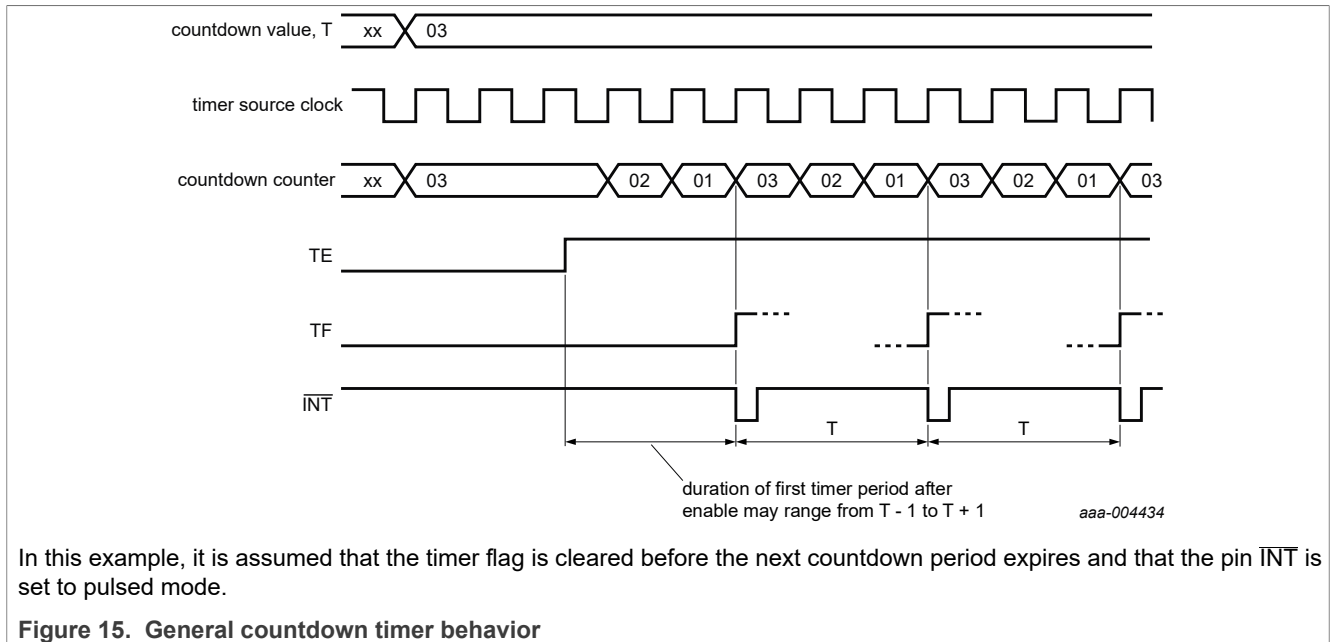 countdown value, T xx 03
timer source clock
countdown counter xx 03 02 01 03 02 01 03 02 01 03
TE
TF
INT
T T
duration of first timer period after
enable may range from T - 1 to T + 1
aaa-004434
In this example, it is assumed that the timer flag is cleared before the next countdown period expires and that the pin INT is
set to pulsed mode.
Figure 15. General countdown timer behavior